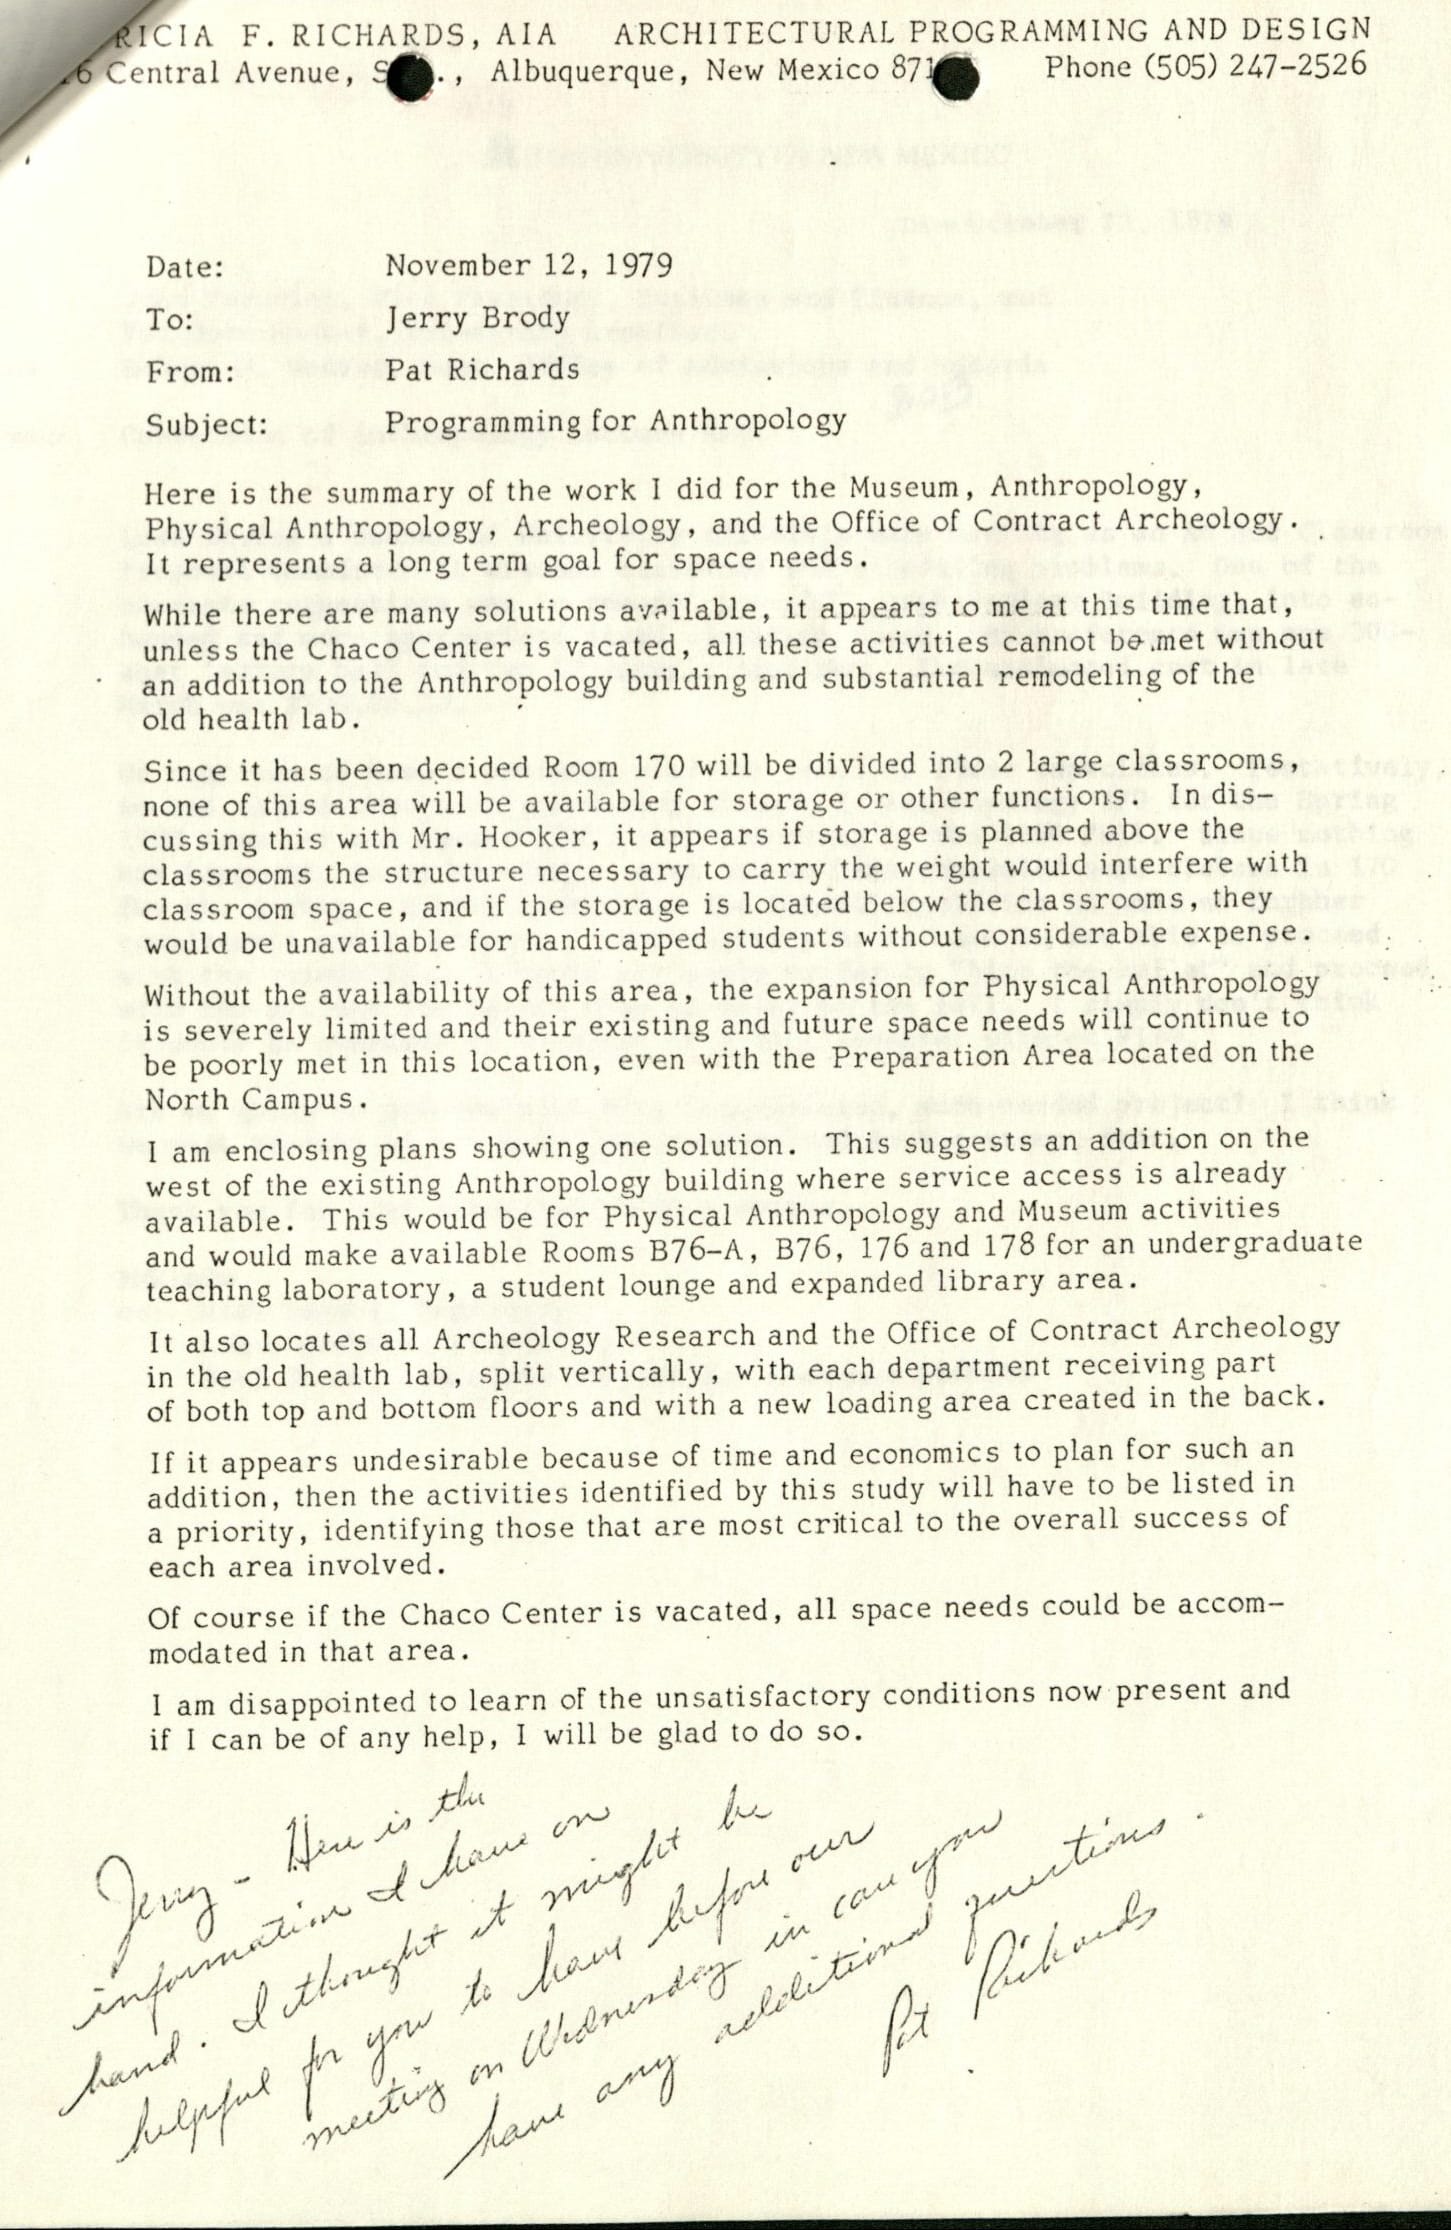 RICIA F. RICHARDS, AIA ARCHITECTURAL PROGRAMMING AND DESIGN
6 Central Avenue, S ., Albuquerque, New Mexico 871 Phone (505) 247-2526
Date: November 12, 1979
To: Jerry Brody
From: Pat Richards
Subject: Programming for Anthropology
Here is the summary of the work I did for the Museum, Anthropology,
Physical Anthropology, Archeology, and the Office of Contract Archeology.
It represents a long term goal for space needs.
While there are many solutions available, it appears to me at this time that,
unless the Chaco Center is vacated, all these activities cannot be met without
an addition to the Anthropology building and substantial remodeling of the
old health lab.
Since it has been decided Room 170 will be divided into 2 large classrooms,
none of this area will be available for storage or other functions. In dis-
cussing this with Mr. Hooker, it appears if storage is planned above the
classrooms the structure necessary to carry the weight would interfere with
classroom space, and if the storage is located below the classrooms, they
would be unavailable for handicapped students without considerable expense.
Without the availability of this area, the expansion for Physical Anthropology
is severely limited and their existing and future space needs will continue to
be poorly met in this location, even with the Preparation Area located on the
North Campus.
I am enclosing plans showing one solution. This suggests an addition on the
west of the existing Anthropology building where service access is already
available. This would be for Physical Anthropology and Museum activities
and would make available Rooms B76-A, B76, 176 and 178 for an undergraduate
teaching laboratory, a student lounge and expanded library area.
It also locates all Archeology Research and the Office of Contract Archeology
in the old health lab, split vertically, with each department receiving part
of both top and bottom floors and with a new loading area created in the back.
If it appears undesirable because of time and economics to plan for such an
addition, then the activities identified by this study will have to be listed in
a priority, identifying those that are most critical to the overall success of
each area involved.
Of course if the Chaco Center is vacated, all space needs could be accom-
modated in that area.
I am disappointed to learn of the unsatisfactory conditions now present and
if I can be of any help, I will be glad to do so.
Jerry - Here is the
information I have on
hand. I thought it might be
helpful for you to have before our
meeting on Wednesday in case you
have any additional questions.
Pat Richards